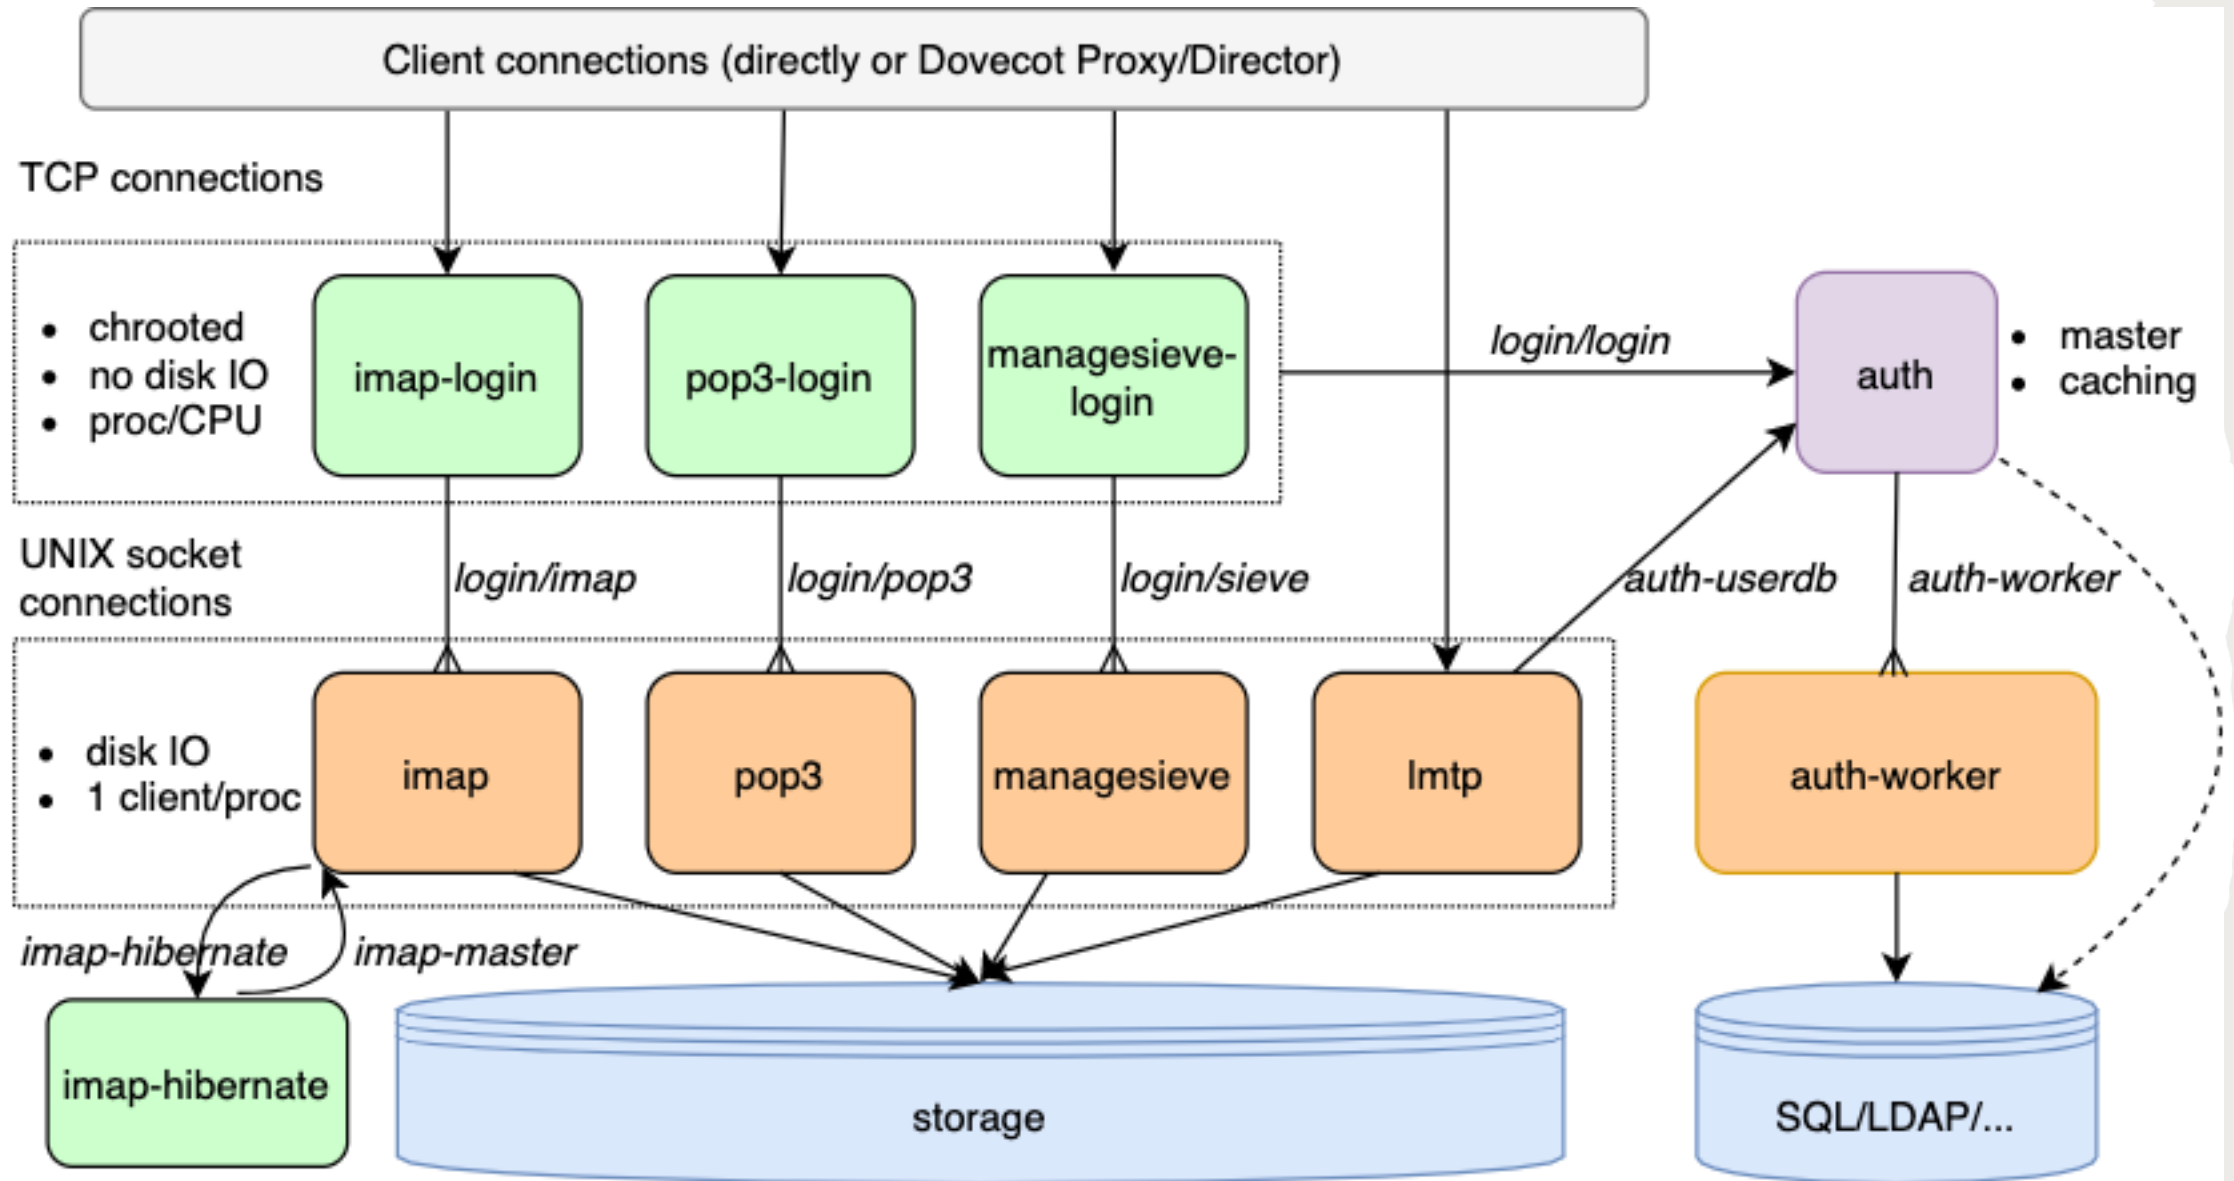 Client connections (directly or Dovecot Proxy/Director)
TCP connections
• chrooted
• no disk IO
• proc/CPU
imap-login
pop3-login
managesieve-
login
login/login
auth
• master
• caching
UNIX socket
connections
login/imap
login/pop3
login/sieve
auth-userdb
auth-worker
• disk IO
• 1 client/proc
imap
pop3
managesieve
lmtp
auth-worker
imap-hibernate
imap-master
imap-hibernate
storage
SQL/LDAP/...